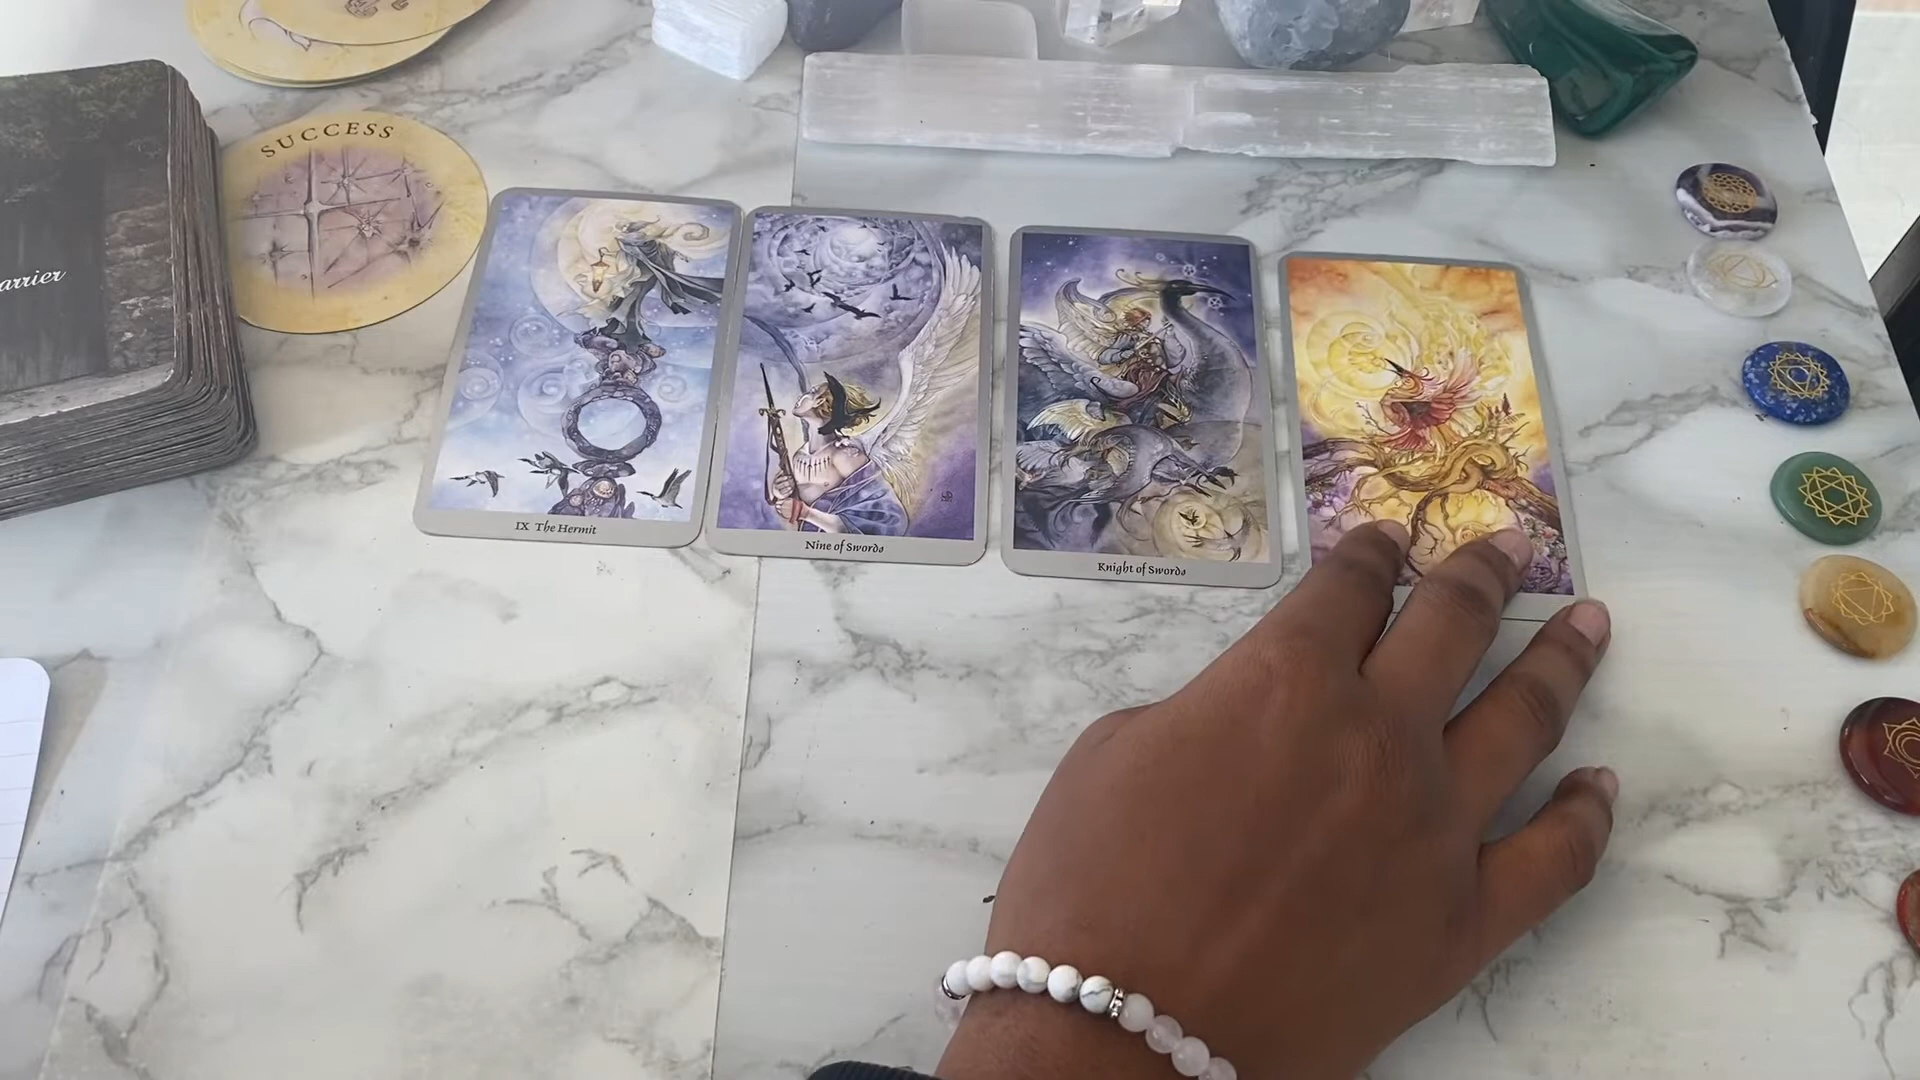 SUCCESS
arrier
IX The Hermit
Nine of Swords
Knight of Swords